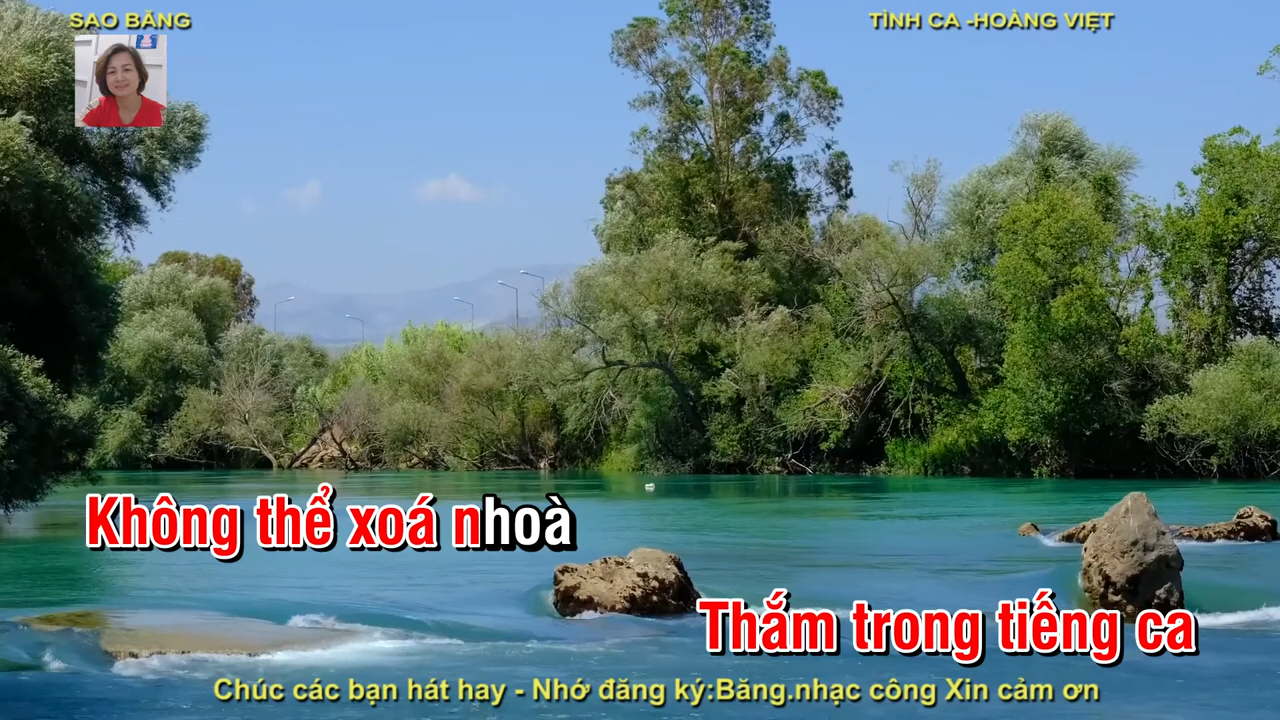 SAO BĂNG
TÌNH CA -HOÀNG VIỆT
Không thể xoá nhoà
Thắm trong tiếng ca
Chúc các bạn hát hay - Nhớ đăng ký:Băng.nhạc công Xin cảm ơn